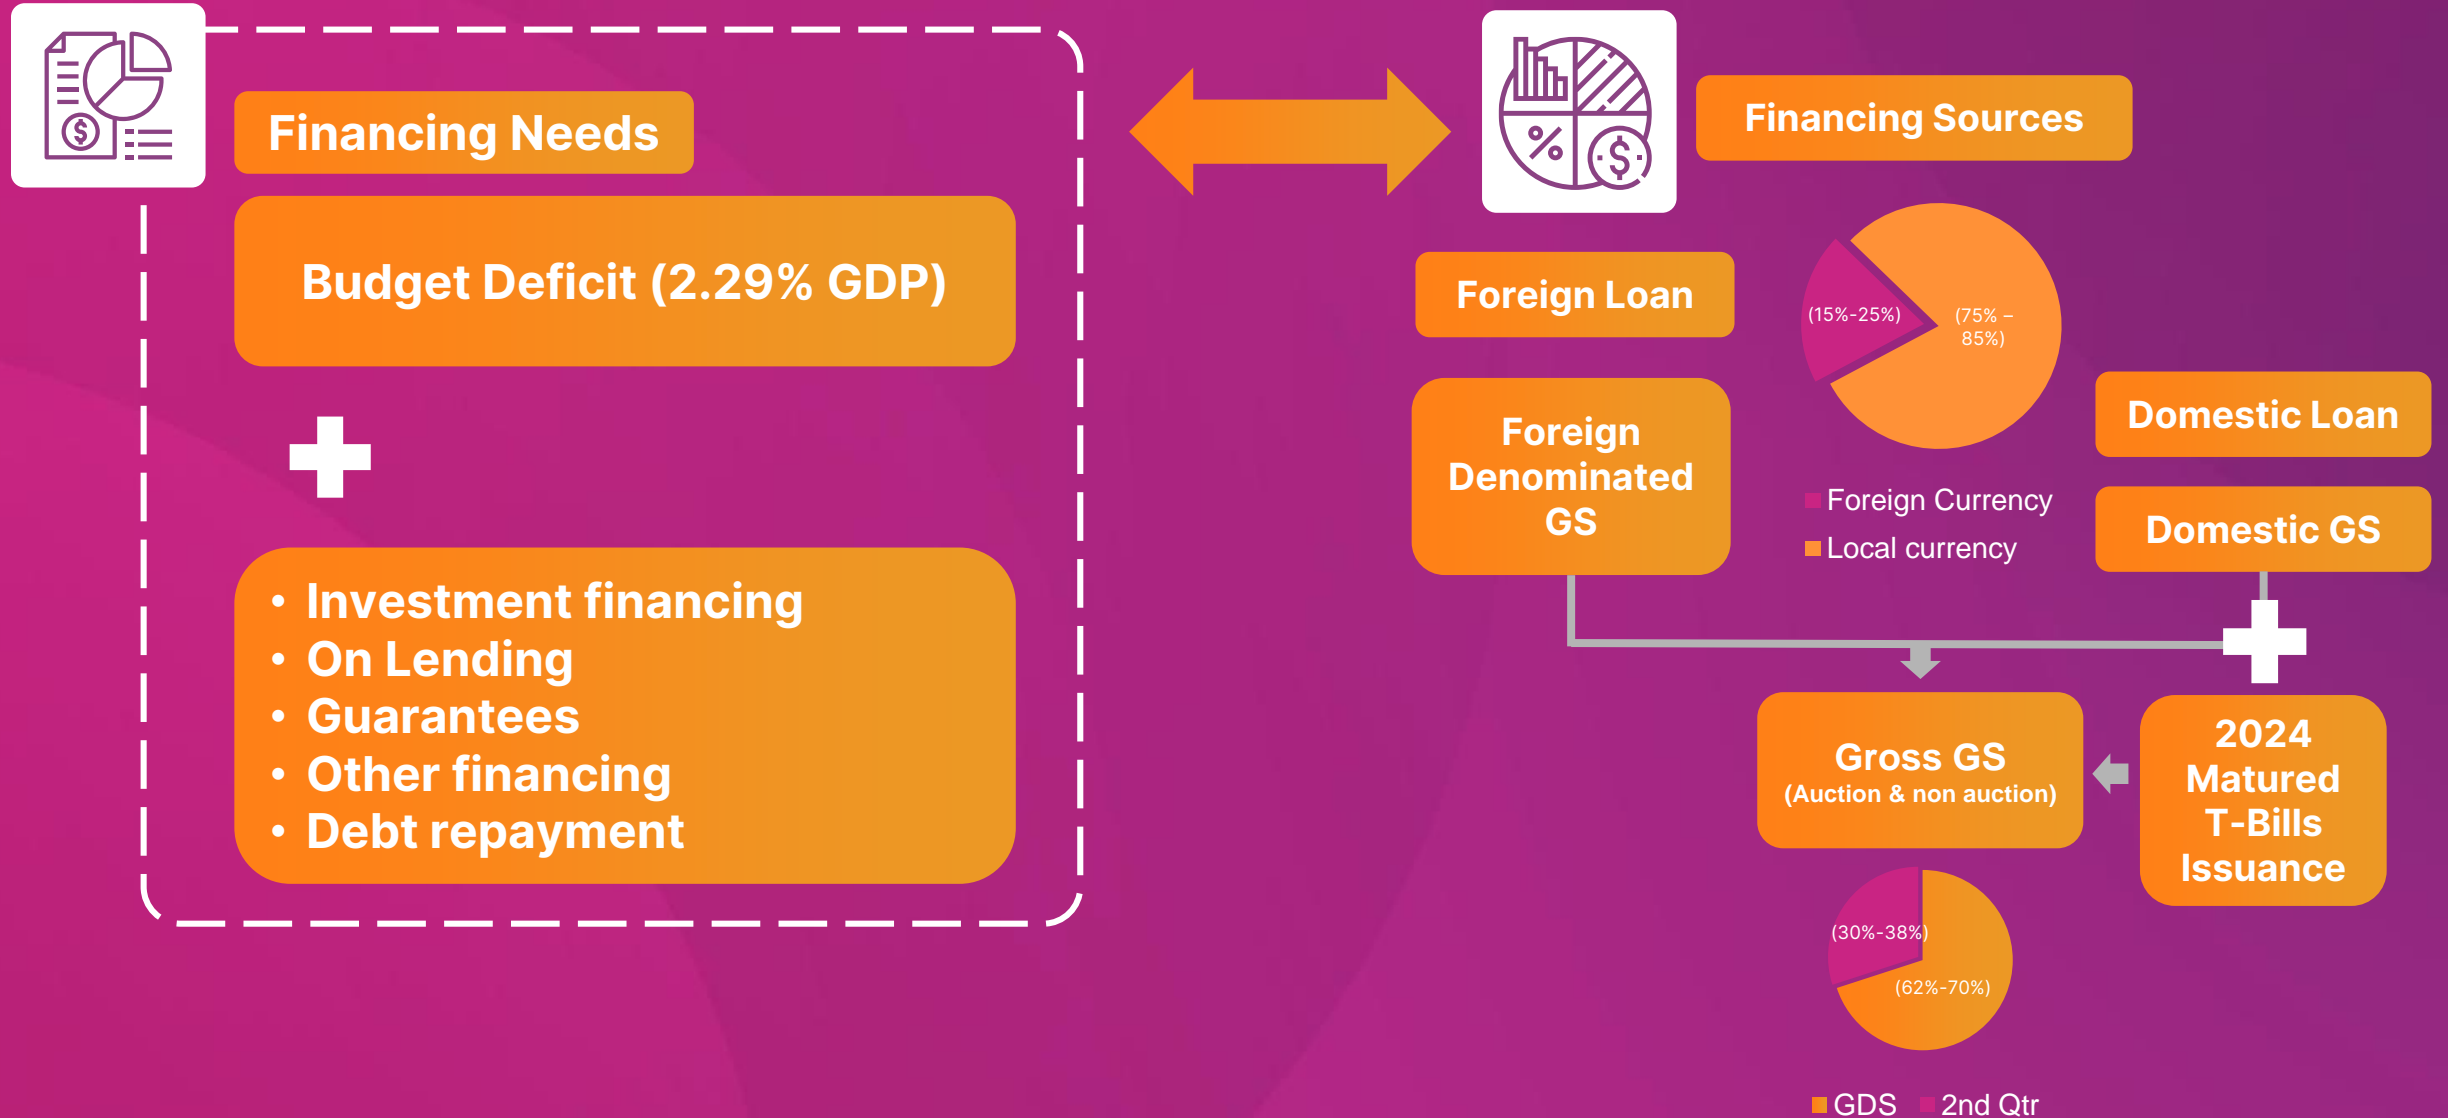 Financing Needs
Budget Deficit (2.29% GDP)
• Investment financing
• On Lending
• Guarantees
• Other financing
• Debt repayment
Financing Sources
Foreign Loan
(15%-25%)
(75% –
85%)
Foreign
Denominated
GS
Domestic Loan
Domestic GS
Foreign Currency
Local currency
Gross GS
(Auction & non auction)
2024
Matured
T-Bills
Issuance
(30%-38%)
(62%-70%)
GDS
2nd Qtr
$
%
$